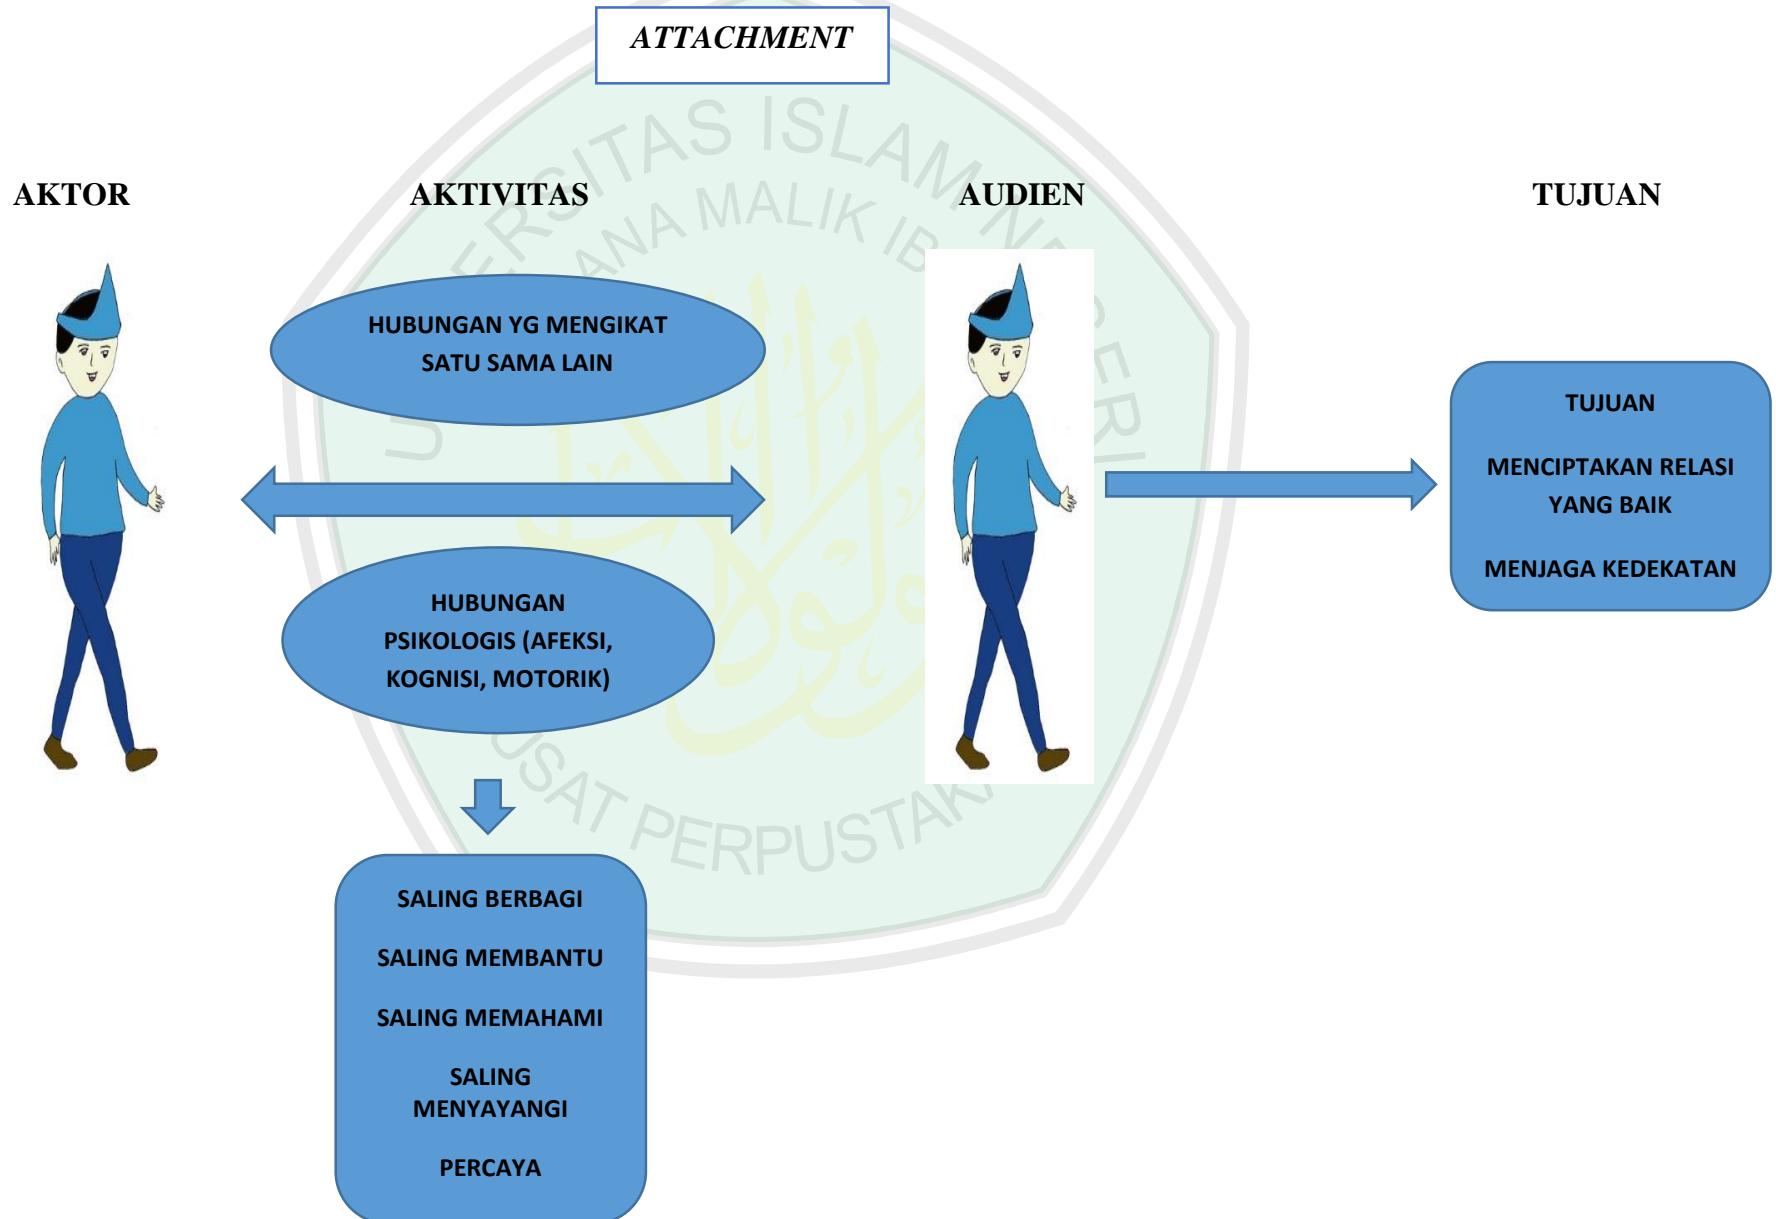 ATTACHMENT
AKTOR
AKTIVITAS
AUDIEN
TUJUAN
HUBUNGAN YG MENGIKAT
SATU SAMA LAIN
HUBUNGAN
PSIKOLOGIS (AFEKSI,
KOGNISI, MOTORIK)
SALING BERBAGI
SALING MEMBANTU
SALING MEMAHAMI
SALING
MENYAYANGI
PERCAYA
TUJUAN
MENCIPTAKAN RELASI
YANG BAIK
MENJAGA KEDEKATAN